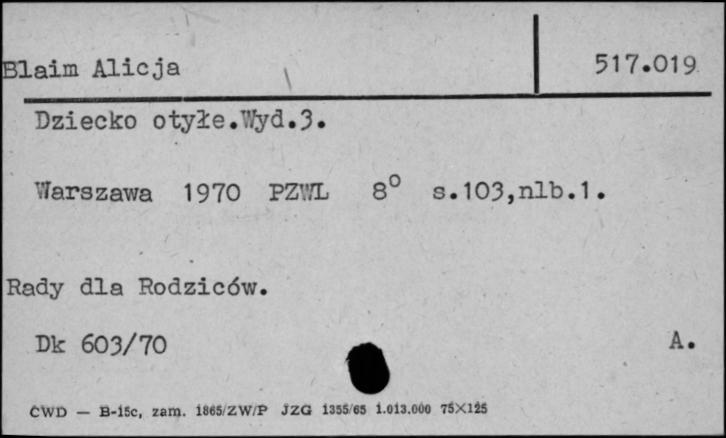 Blaim Alicja 517.019
Dziecko otyłe.Wyd.3.
Warszawa 1970 PZWL 8° s.103,nlb.1.
Rady dla Rodziców.
Dk 603/70 A.
CWD — B-15c, zam. 1865/ZW/P JZG 1355/65 1.013.000 75×125